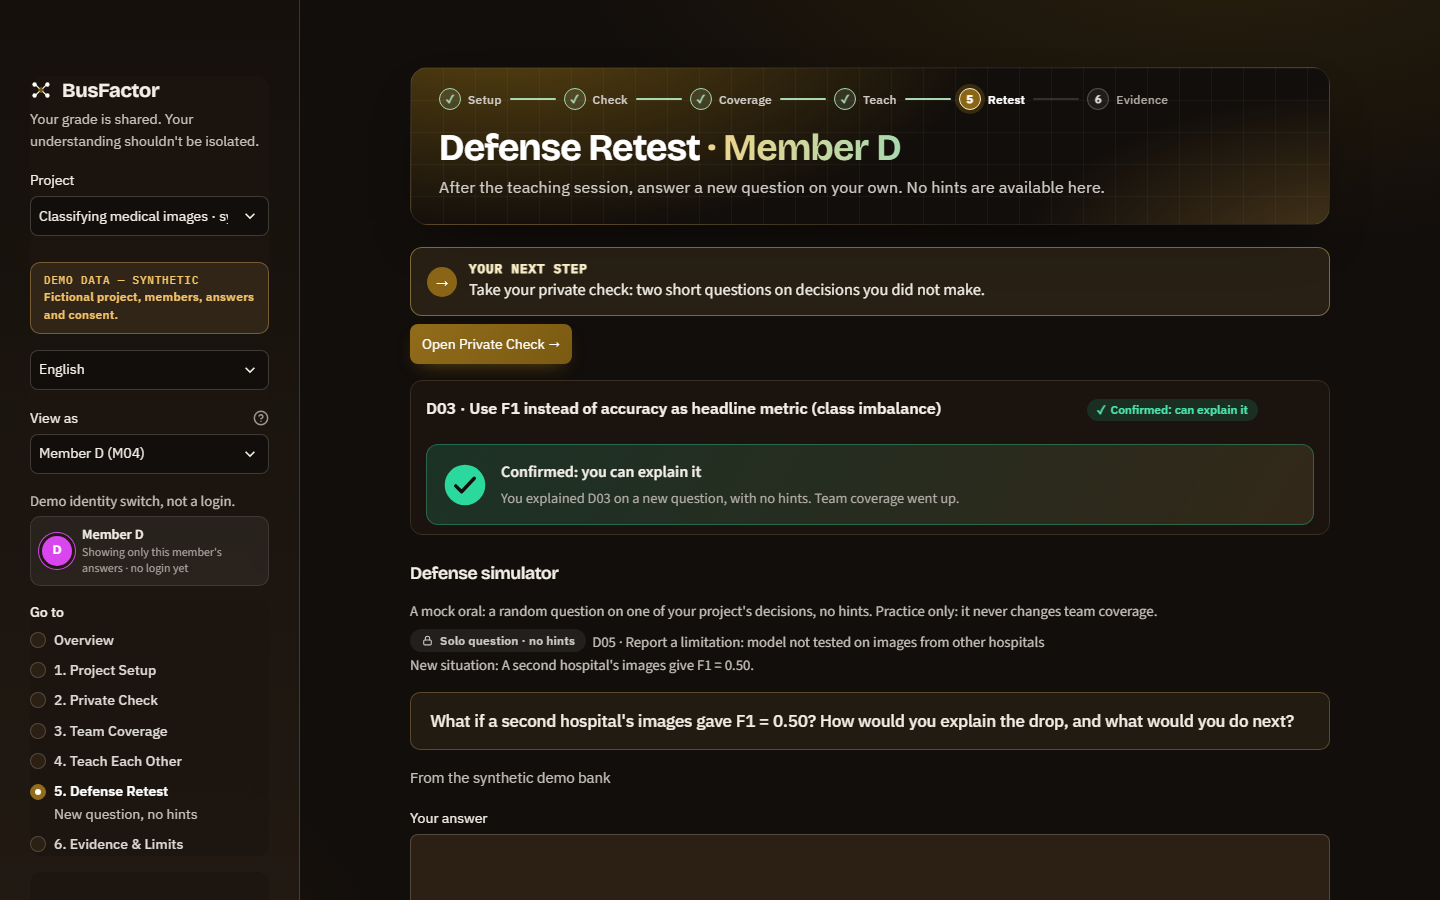 BusFactor
Your grade is shared. Your
understanding shouldn't be isolated.
Project
Classifying medical images · sy
DEMO DATA — SYNTHETIC
Fictional project, members, answers
and consent.
English
View as
Member D (M04)
Demo identity switch, not a login.
D
Member D
Showing only this member's
answers · no login yet
Go to
Overview
1. Project Setup
2. Private Check
3. Team Coverage
4. Teach Each Other
5. Defense Retest
New question, no hints
6. Evidence & Limits
✓ Setup ✓ Check ✓ Coverage ✓ Teach 5 Retest 6 Evidence
Defense Retest · Member D
After the teaching session, answer a new question on your own. No hints are available here.
YOUR NEXT STEP
→ Take your private check: two short questions on decisions you did not make.
Open Private Check →
D03 · Use F1 instead of accuracy as headline metric (class imbalance)
✓ Confirmed: can explain it
Confirmed: you can explain it
You explained D03 on a new question, with no hints. Team coverage went up.
Defense simulator
A mock oral: a random question on one of your project's decisions, no hints. Practice only: it never changes team coverage.
Solo question · no hints D05 · Report a limitation: model not tested on images from other hospitals
New situation: A second hospital's images give F1 = 0.50.
What if a second hospital's images gave F1 = 0.50? How would you explain the drop, and what would you do next?
From the synthetic demo bank
Your answer